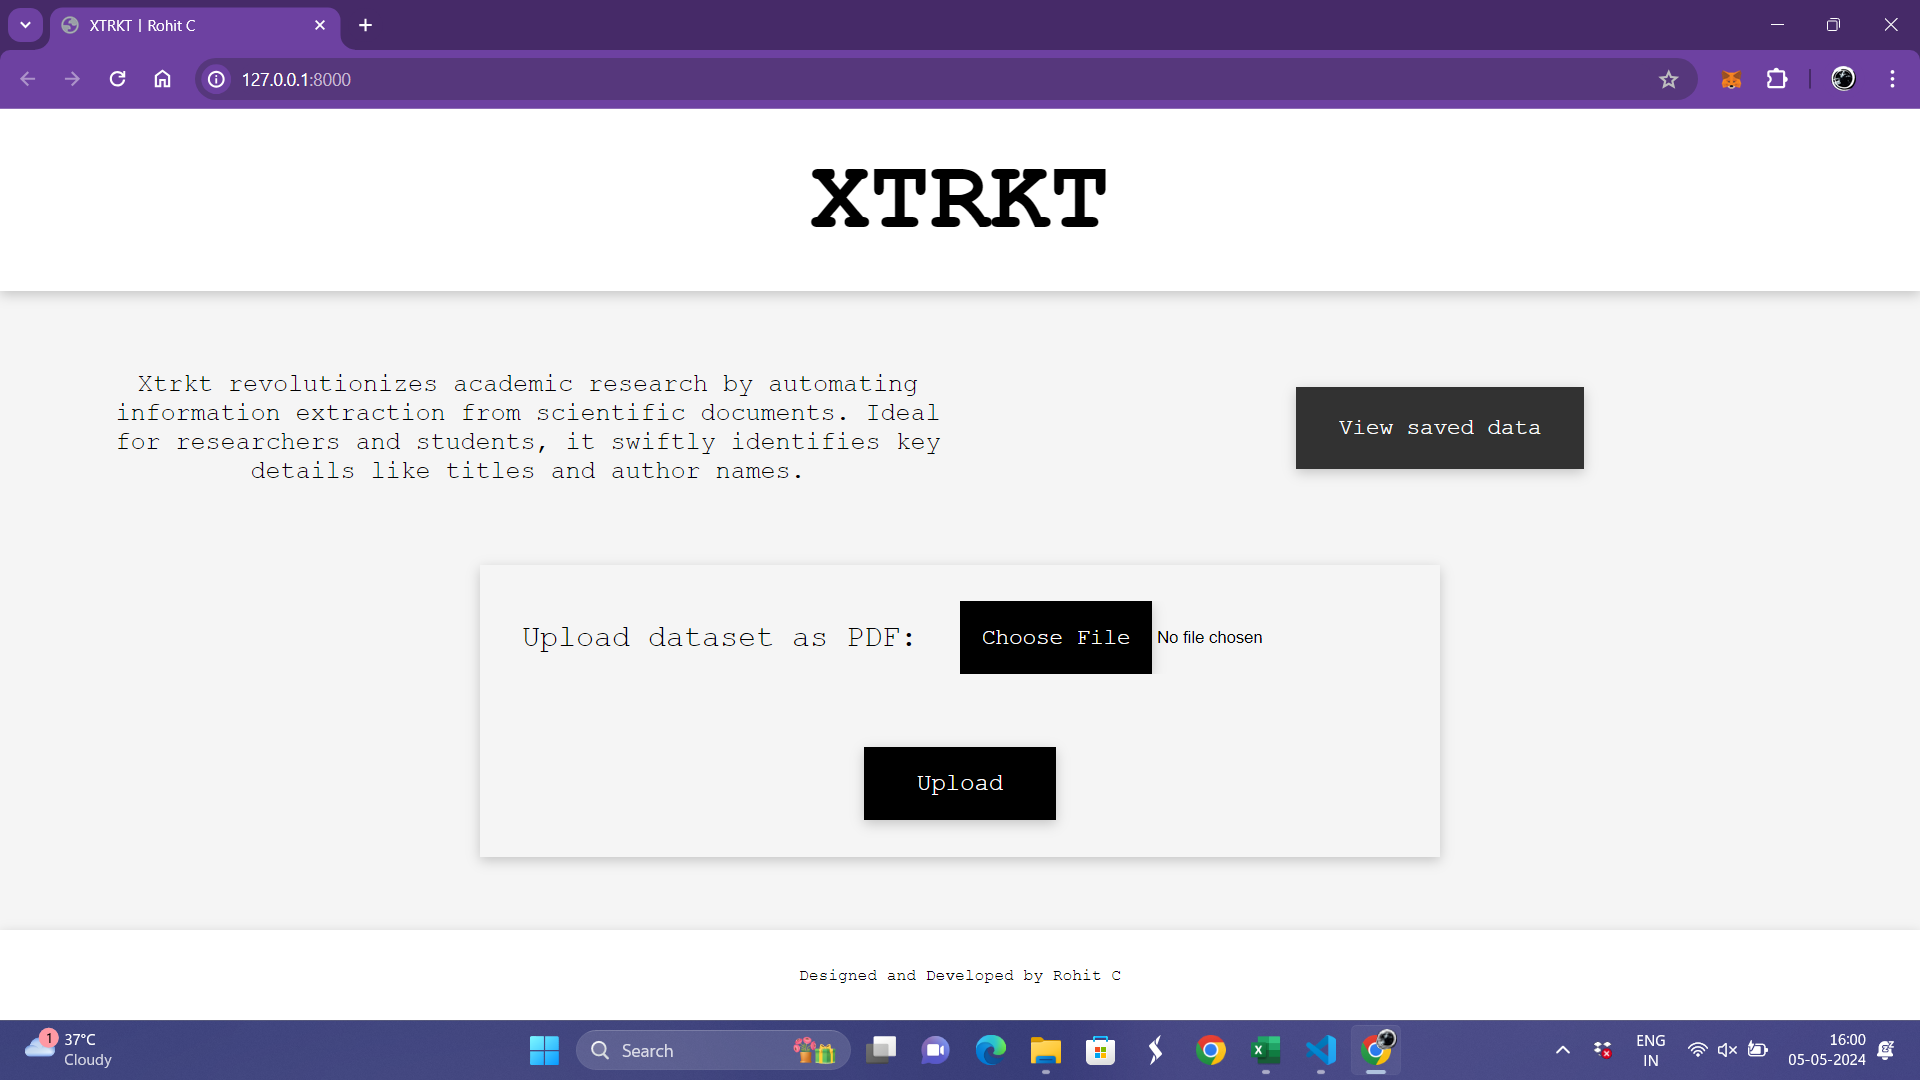 XTRKT | Rohit C
127.0.0.1:8000
XTRKT
Xtrkt revolutionizes academic research by automating
information extraction from scientific documents. Ideal
for researchers and students, it swiftly identifies key
details like titles and author names.
View saved data
Upload dataset as PDF:
Choose File No file chosen
Upload
Designed and Developed by Rohit C
1
37°C
Cloudy
Search
ENG
IN
16:00
05-05-2024